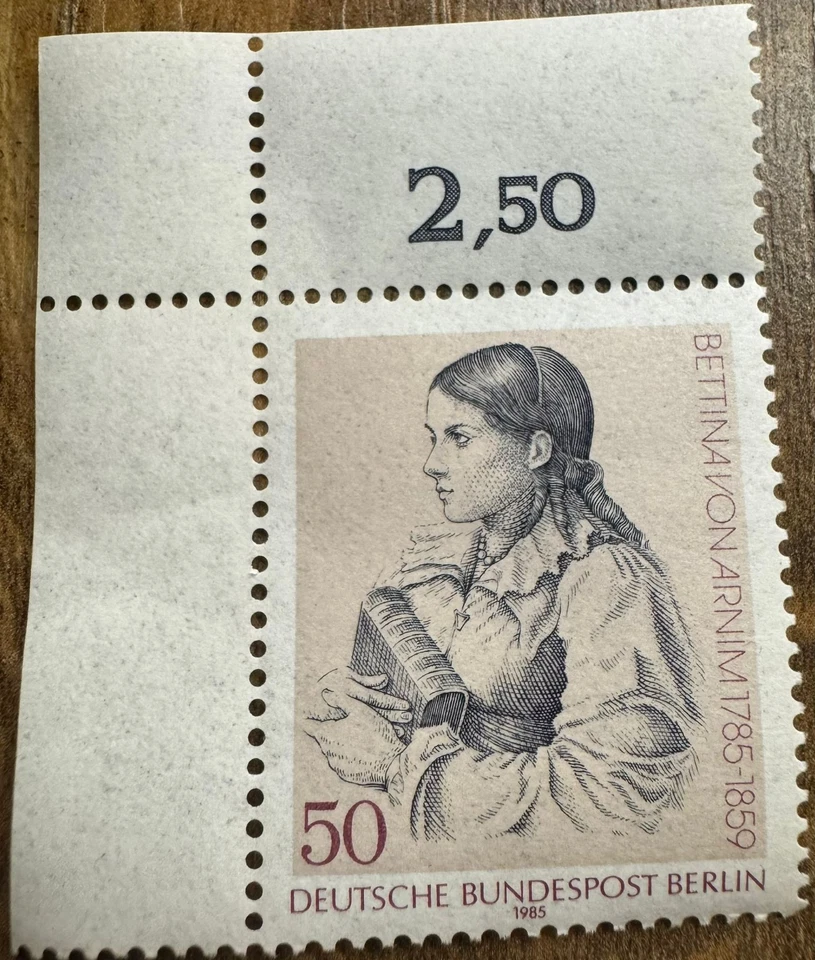 2,50
BETTINA VON ARNIM 1785-1859
50
DEUTSCHE BUNDESPOST BERLIN
1985